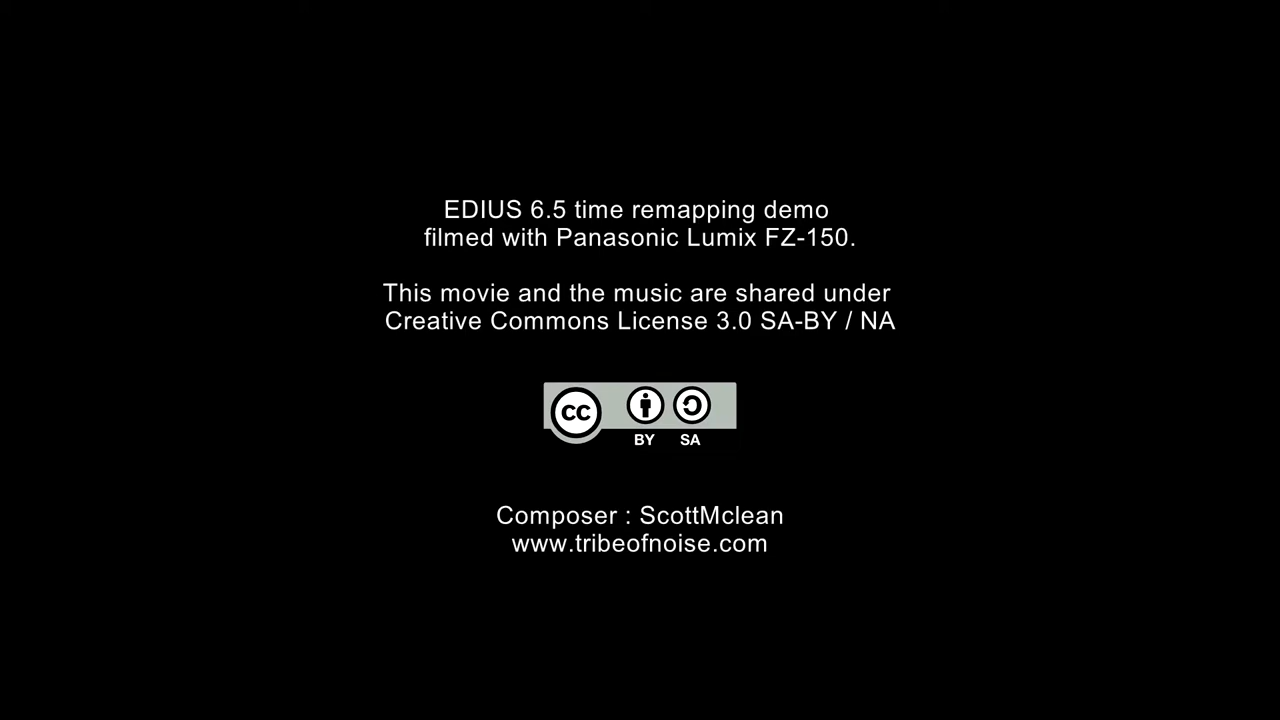 EDIUS 6.5 time remapping demo
filmed with Panasonic Lumix FZ-150.
This movie and the music are shared under
Creative Commons License 3.0 SA-BY / NA
cc
BY SA
Composer : ScottMclean
www.tribeofnoise.com